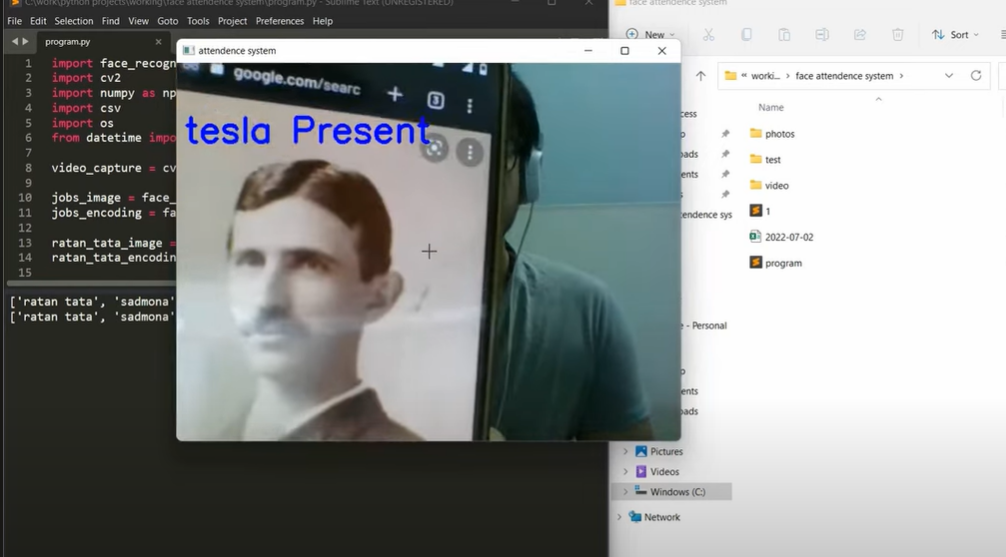 C:\work\python projects\working\face attendence system\program.py - Sublime Text (UNREGISTERED)
File Edit Selection Find View Goto Tools Project Preferences Help
program.py
1 import face_recogn
2 import cv2
3 import numpy as np
4 import csv
5 import os
6 from datetime impo
7
8 video_capture = cv
9
10 jobs_image = face_
11 jobs_encoding = fa
12
13 ratan_tata_image =
14 ratan_tata_encodin
15
['ratan tata', 'sadmona'
['ratan tata', 'sadmona'
attendence system
google.com/searc
3
tesla Present
face attendence system
New
Sort
« worki... › face attendence system ›
Name
photos
test
video
1
2022-07-02
program
cess
p
oads
ents
s
tendence sys
e - Personal
p
ents
oads
Pictures
Videos
Windows (C:)
Network